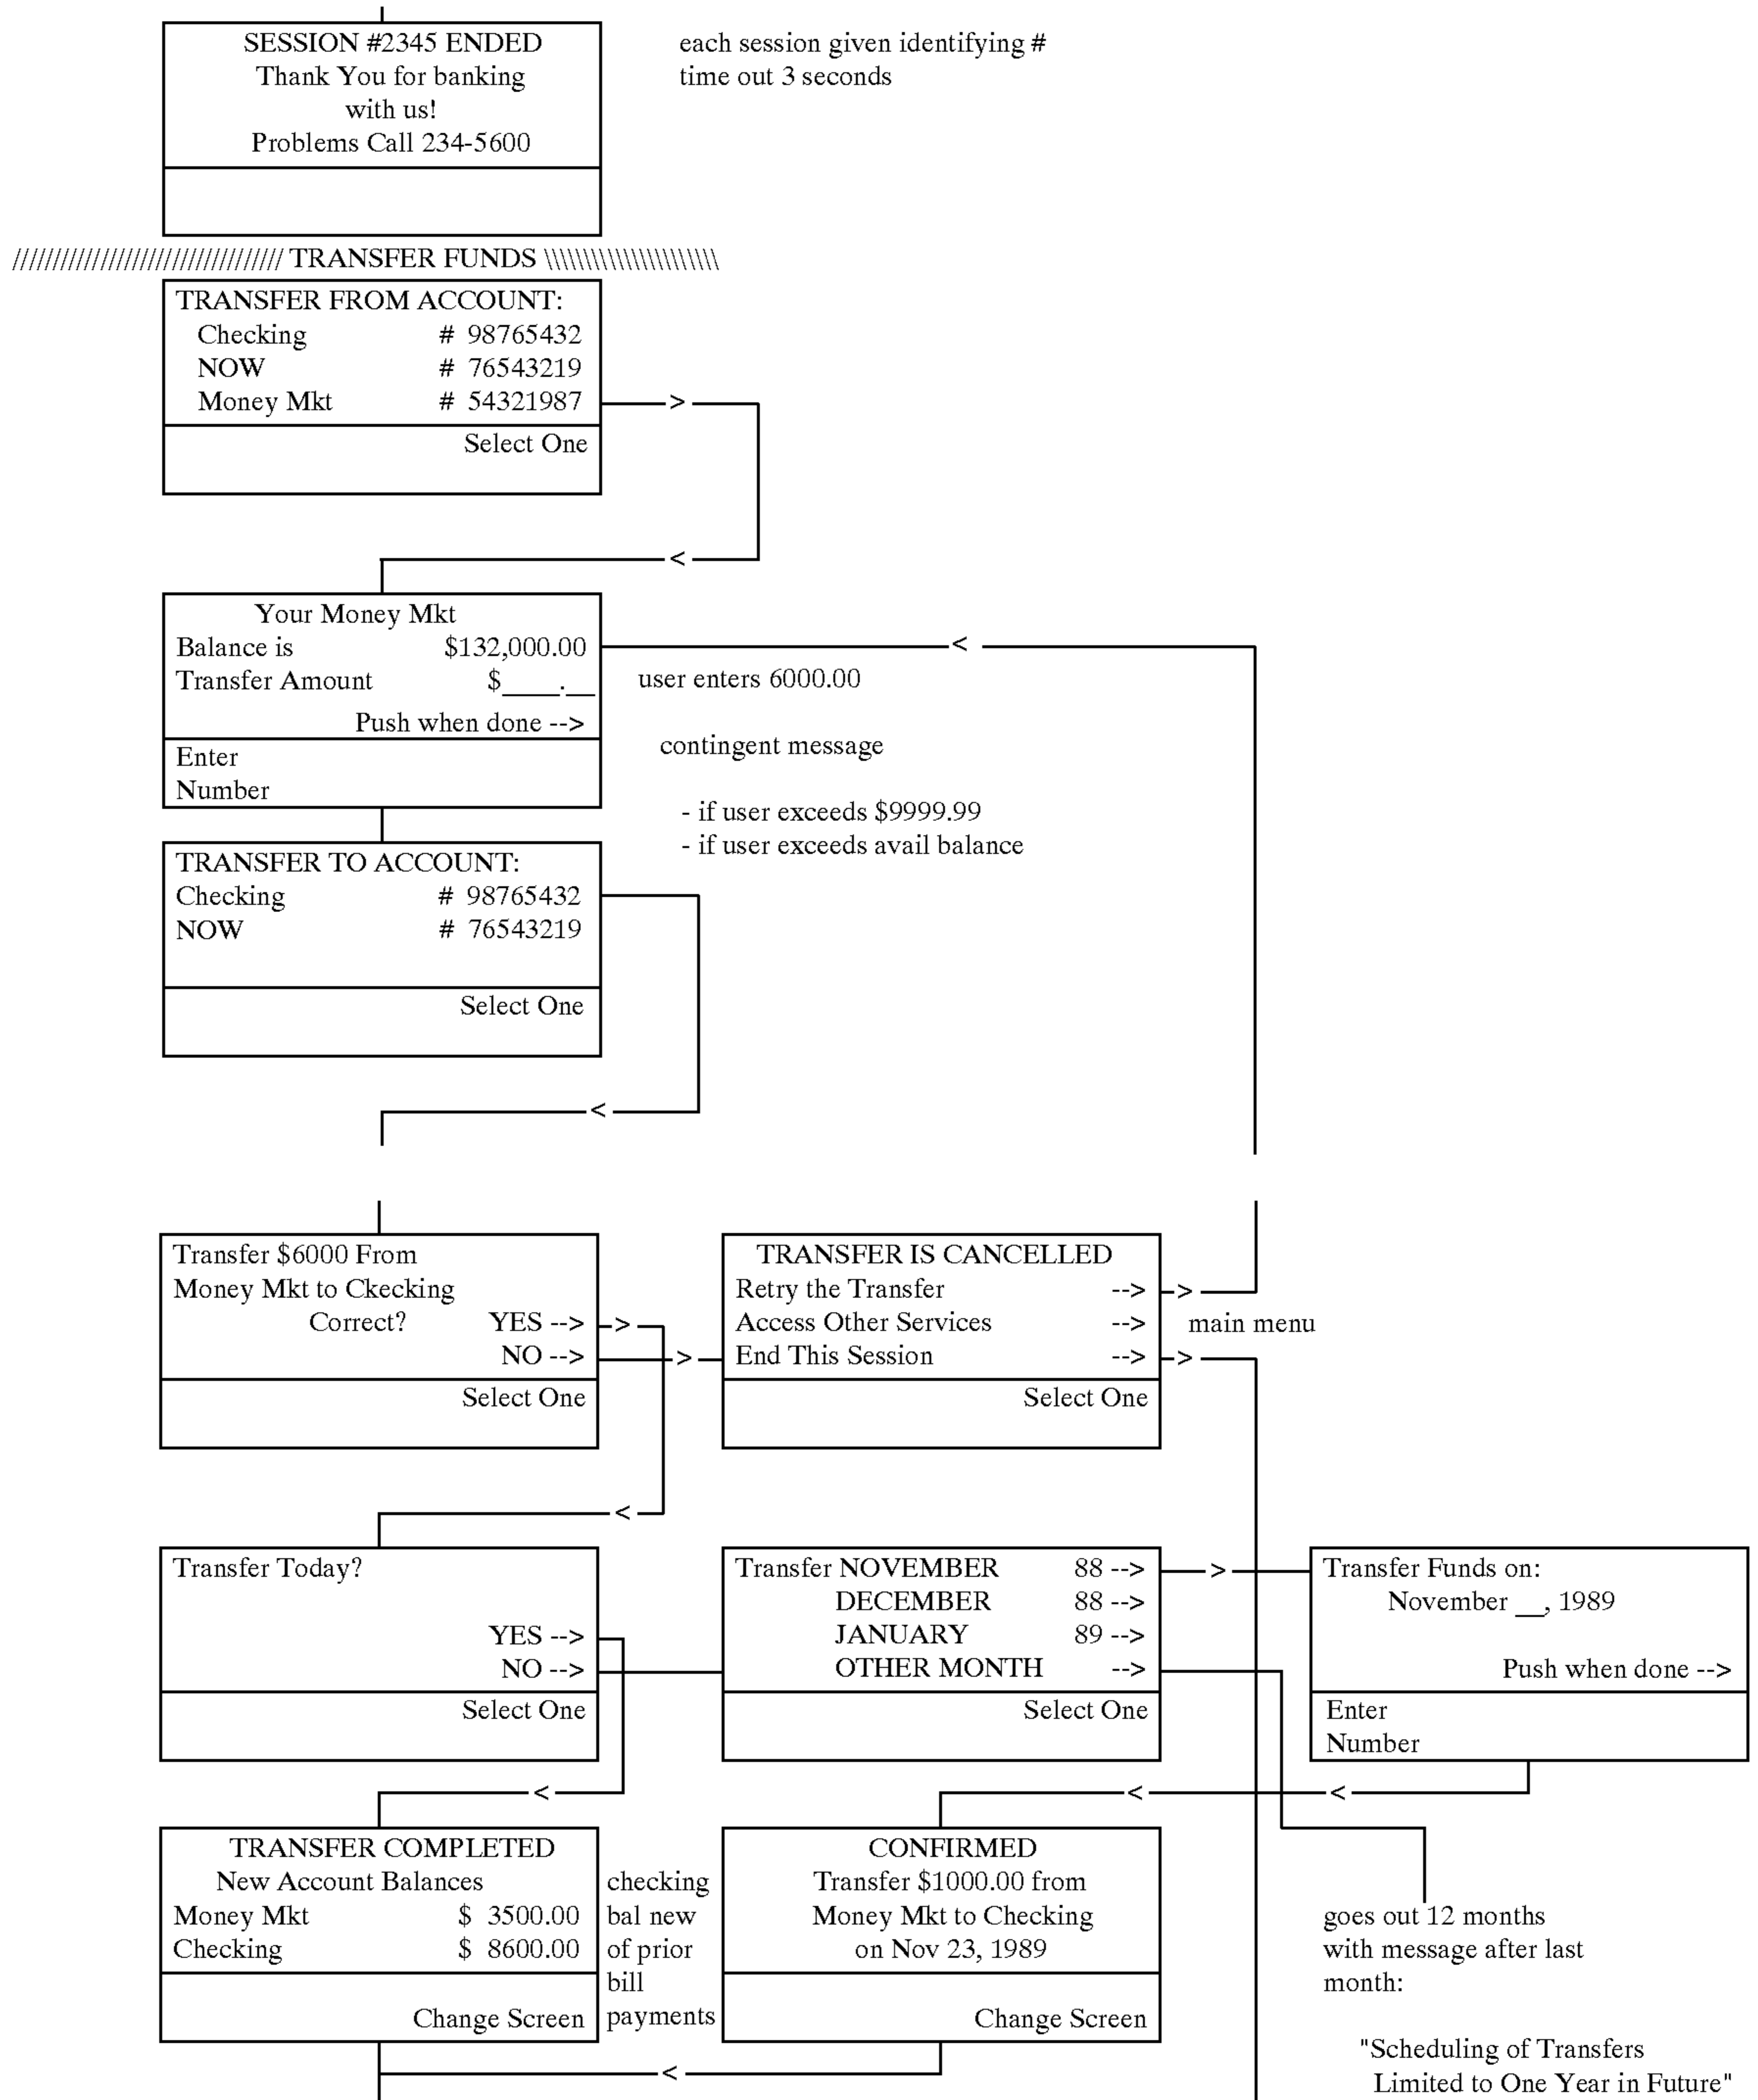 SESSION #2345 ENDED
Thank You for banking
with us!
Problems Call 234-5600
each session given identifying #
time out 3 seconds
////////////////////////////////// TRANSFER FUNDS \\\\\\\\\\\\\\\\\\\\\\
TRANSFER FROM ACCOUNT:
Checking # 98765432
NOW # 76543219
Money Mkt # 54321987
Select One
Your Money Mkt
Balance is $132,000.00
Transfer Amount $____.__
Push when done -->
Enter
Number
user enters 6000.00
contingent message
- if user exceeds $9999.99
- if user exceeds avail balance
TRANSFER TO ACCOUNT:
Checking # 98765432
NOW # 76543219
Select One
Transfer $6000 From
Money Mkt to Ckecking
Correct? YES -->
NO -->
Select One
TRANSFER IS CANCELLED
Retry the Transfer -->
Access Other Services -->
End This Session -->
Select One
main menu
Transfer Today?
YES -->
NO -->
Select One
Transfer NOVEMBER 88 -->
DECEMBER 88 -->
JANUARY 89 -->
OTHER MONTH -->
Select One
Transfer Funds on:
November __, 1989
Push when done -->
Enter
Number
TRANSFER COMPLETED
New Account Balances
Money Mkt $ 3500.00
Checking $ 8600.00
Change Screen
checking
bal new
of prior
bill
payments
CONFIRMED
Transfer $1000.00 from
Money Mkt to Checking
on Nov 23, 1989
Change Screen
goes out 12 months
with message after last
month:
"Scheduling of Transfers
Limited to One Year in Future"